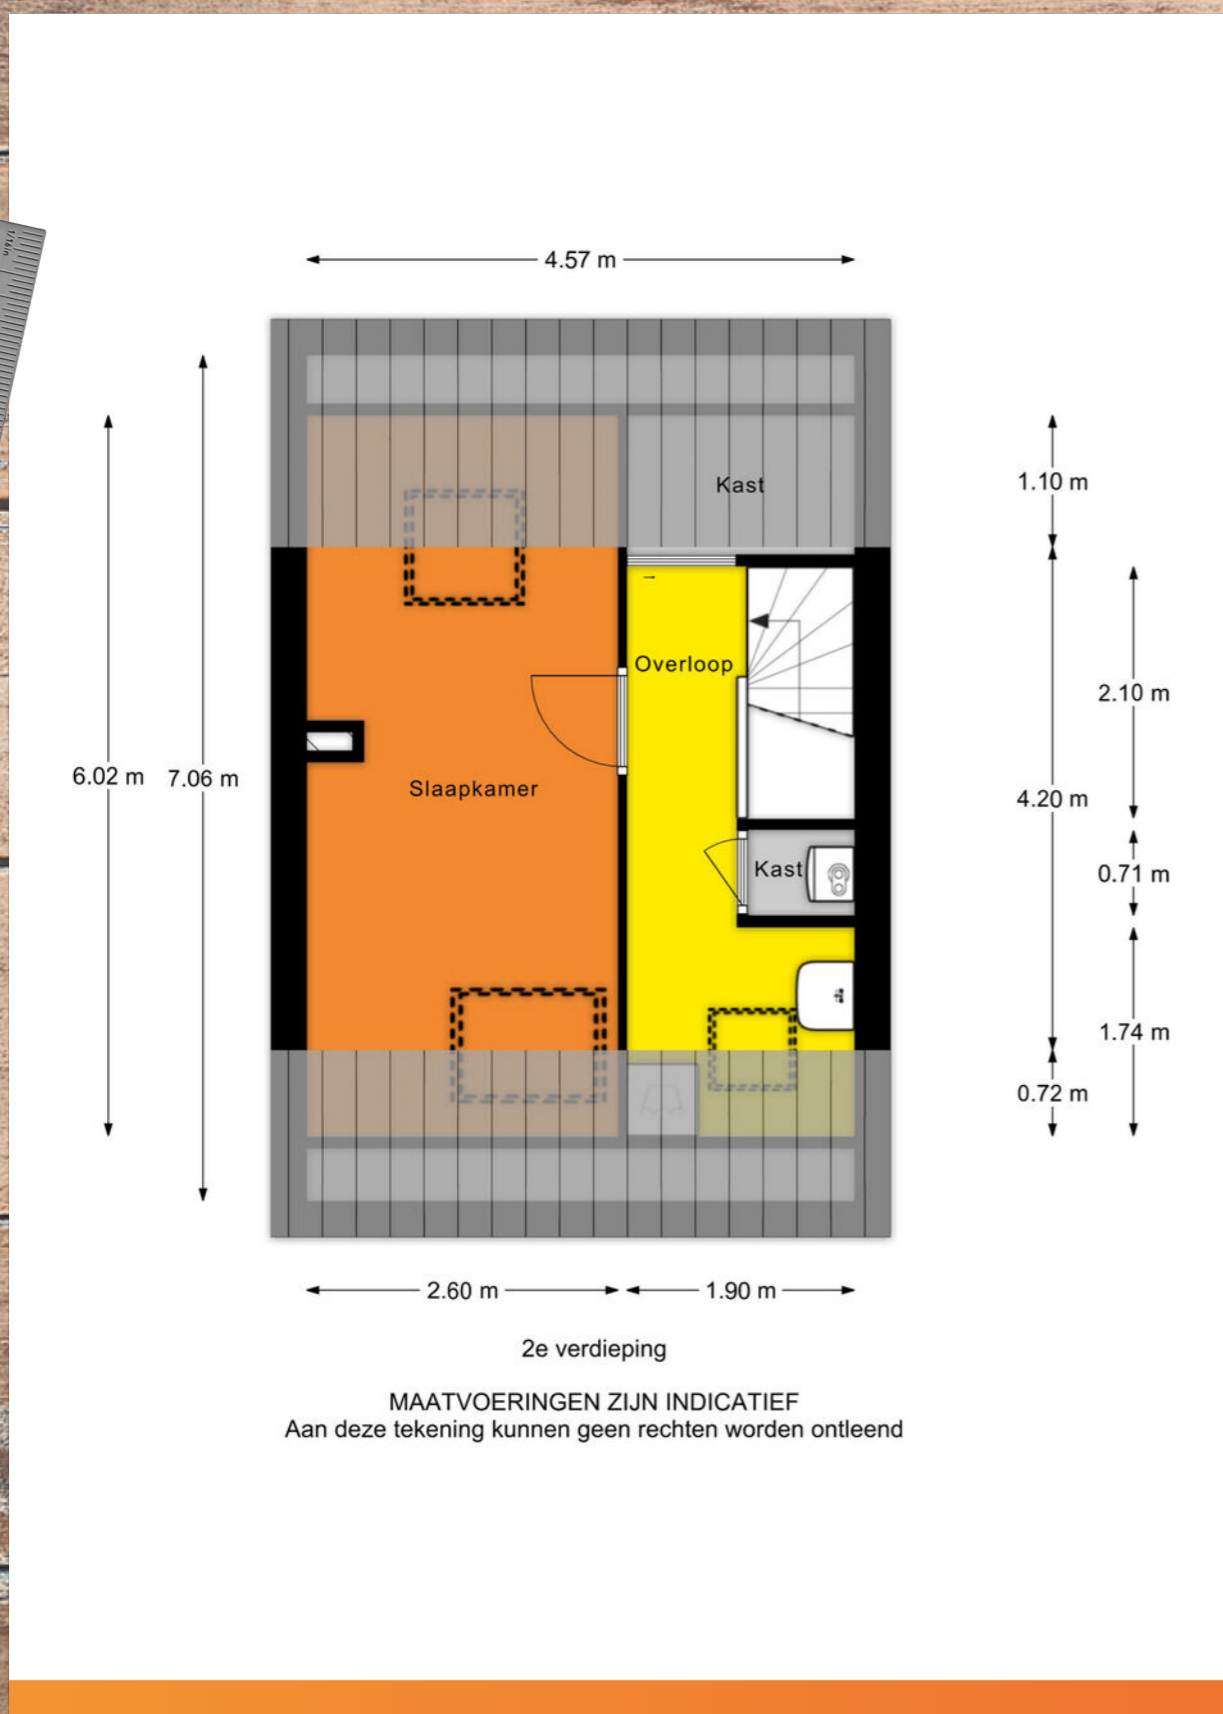 1/16in
4.57 m
Kast
1.10 m
Overloop
2.10 m
6.02 m
7.06 m
Slaapkamer
4.20 m
Kast
0.71 m
1.74 m
0.72 m
2.60 m
1.90 m
2e verdieping
MAATVOERINGEN ZIJN INDICATIEF
Aan deze tekening kunnen geen rechten worden ontleend